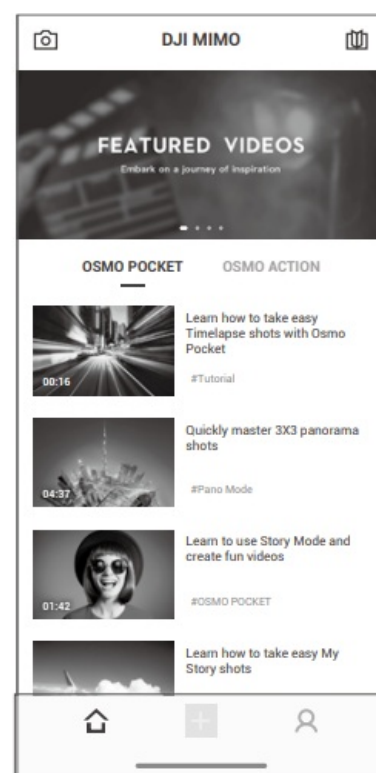 DJI MIMO
FEATURED VIDEOS
Embark on a journey of inspiration
OSMO POCKET
OSMO ACTION
Learn how to take easy
Timelapse shots with Osmo
Pocket
00:16
#Tutorial
Quickly master 3X3 panorama
shots
04:37
#Pano Mode
Learn to use Story Mode and
create fun videos
01:42
#OSMO POCKET
Learn how to take easy My
Story shots